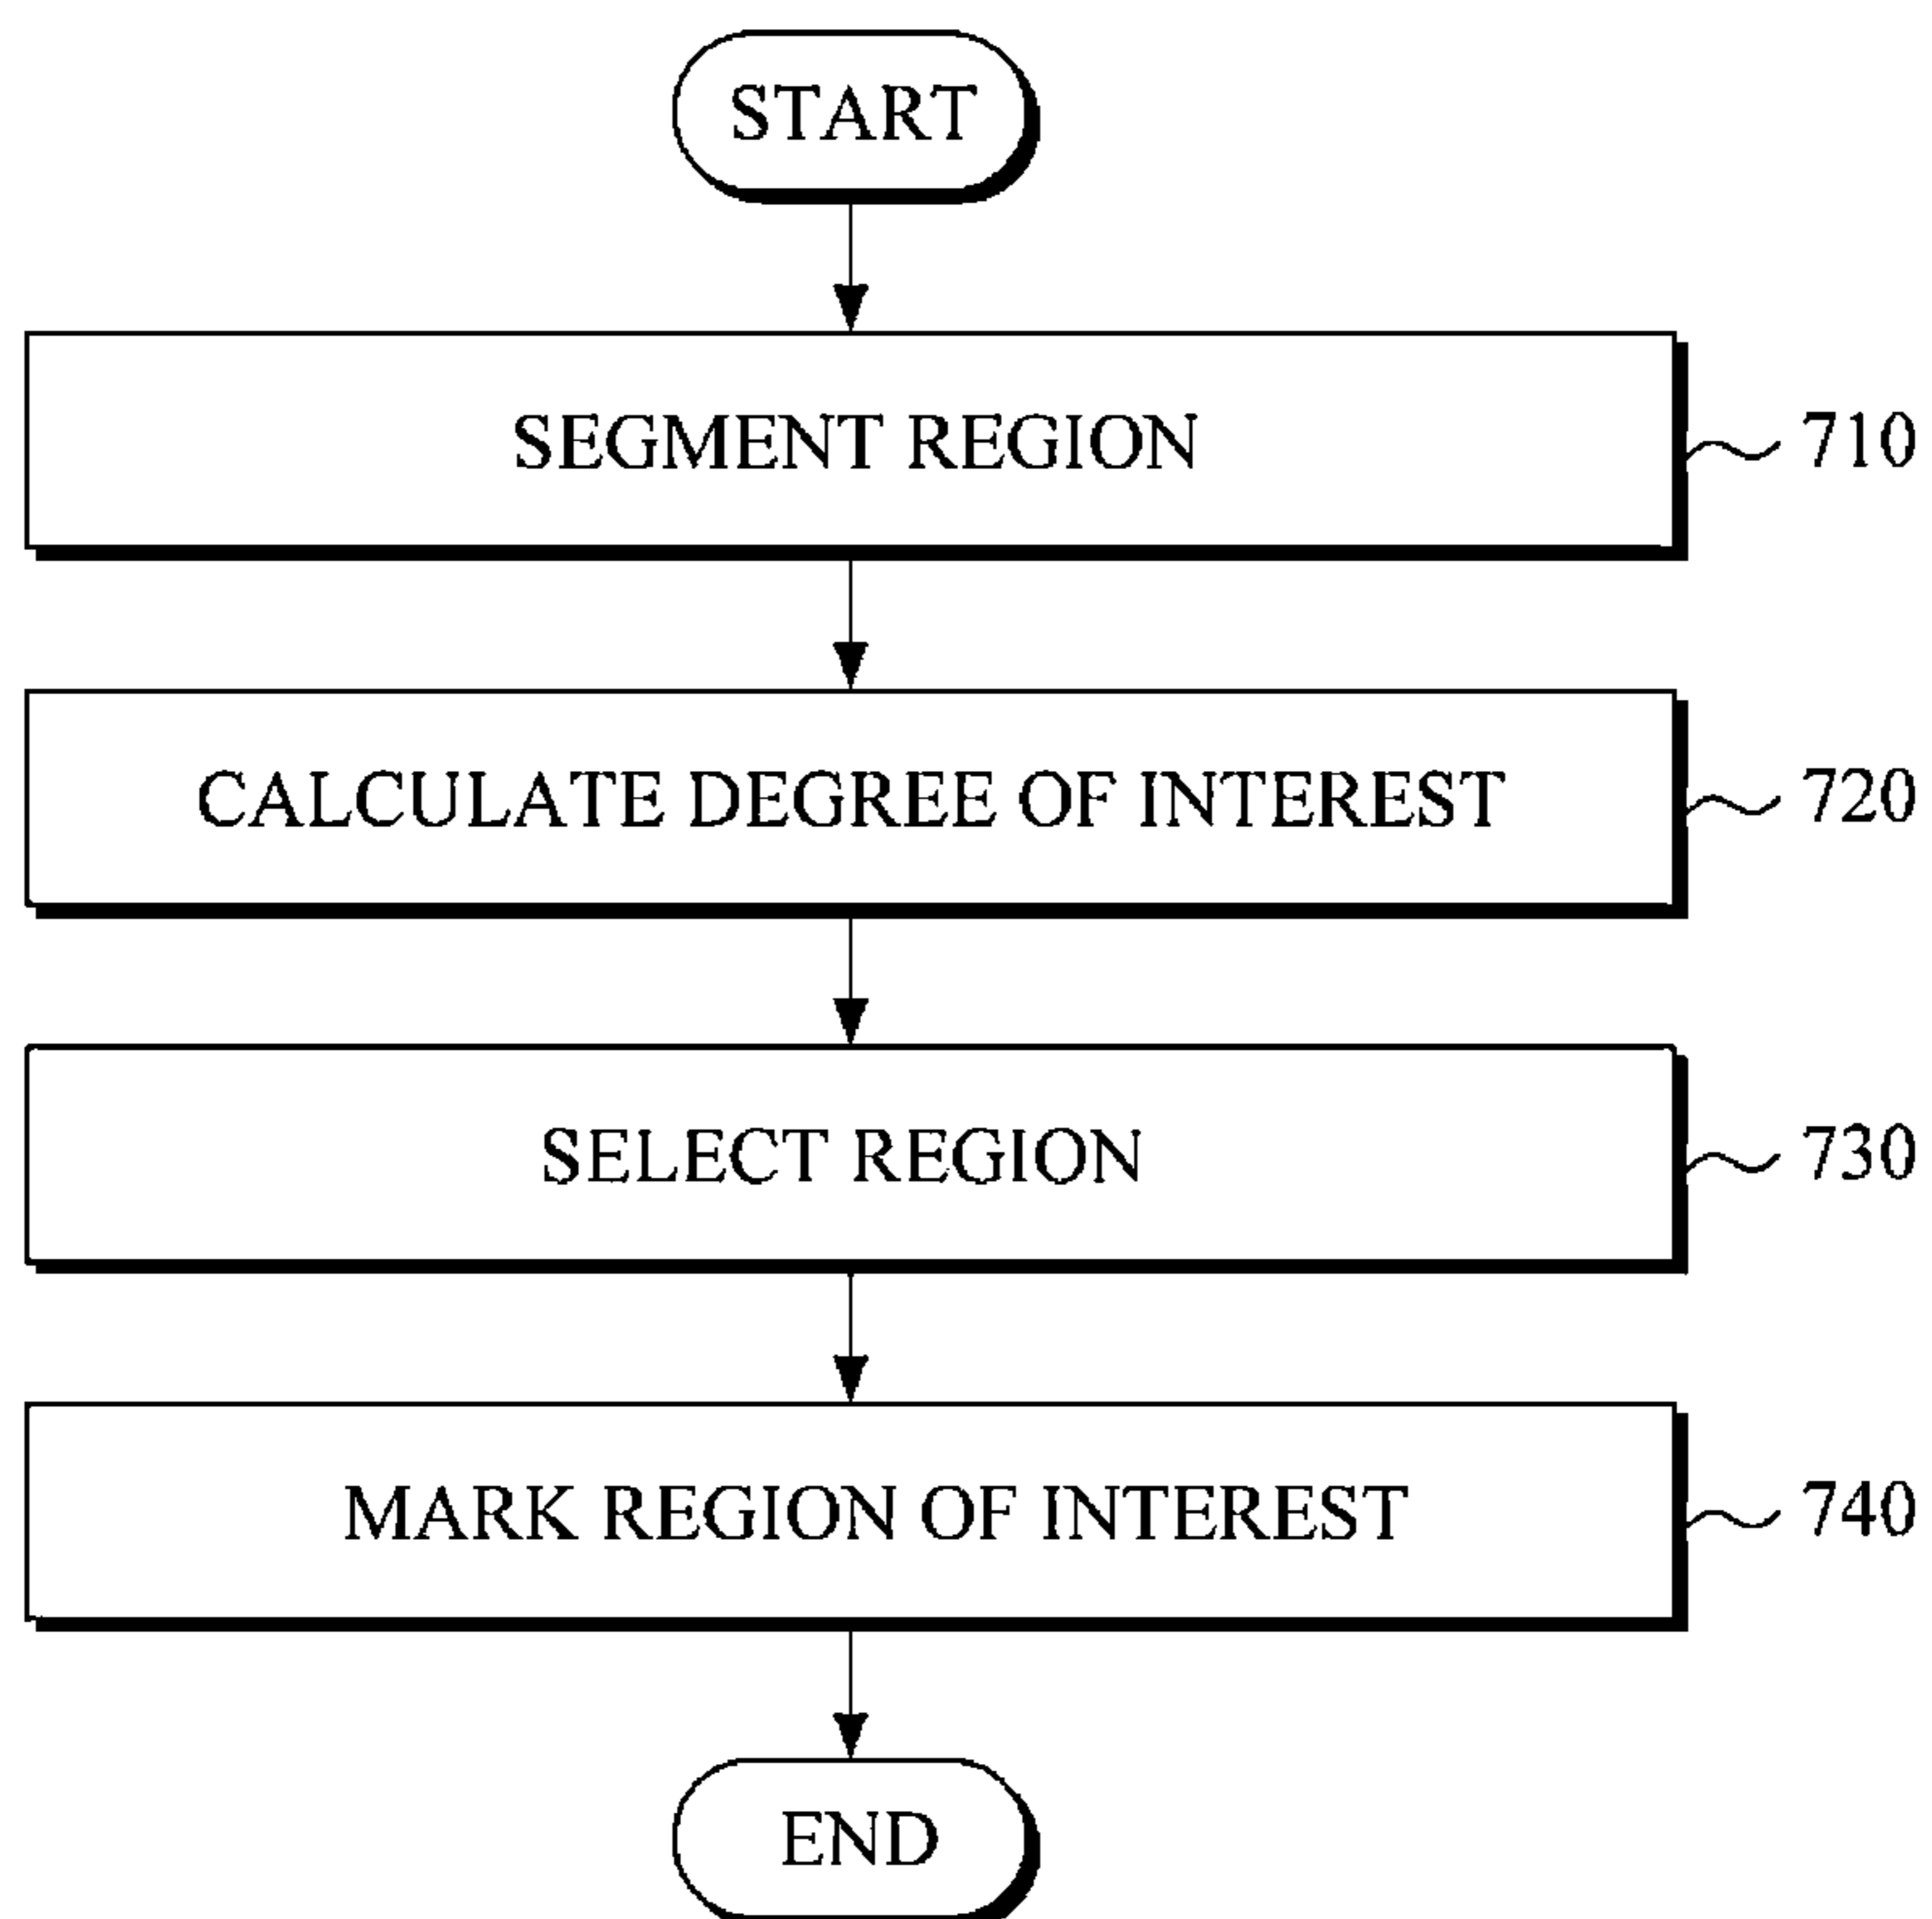 START
SEGMENT REGION 710
CALCULATE DEGREE OF INTEREST 720
SELECT REGION 730
MARK REGION OF INTEREST 740
END